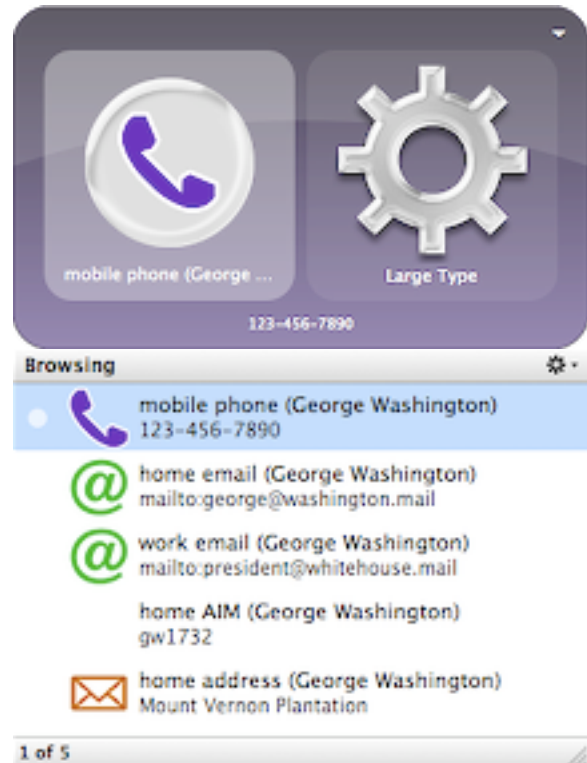 mobile phone (George ...
Large Type
123-456-7890
Browsing
mobile phone (George Washington)
123-456-7890
home email (George Washington)
mailto:george@washington.mail
work email (George Washington)
mailto:president@whitehouse.mail
home AIM (George Washington)
gw1732
home address (George Washington)
Mount Vernon Plantation
1 of 5